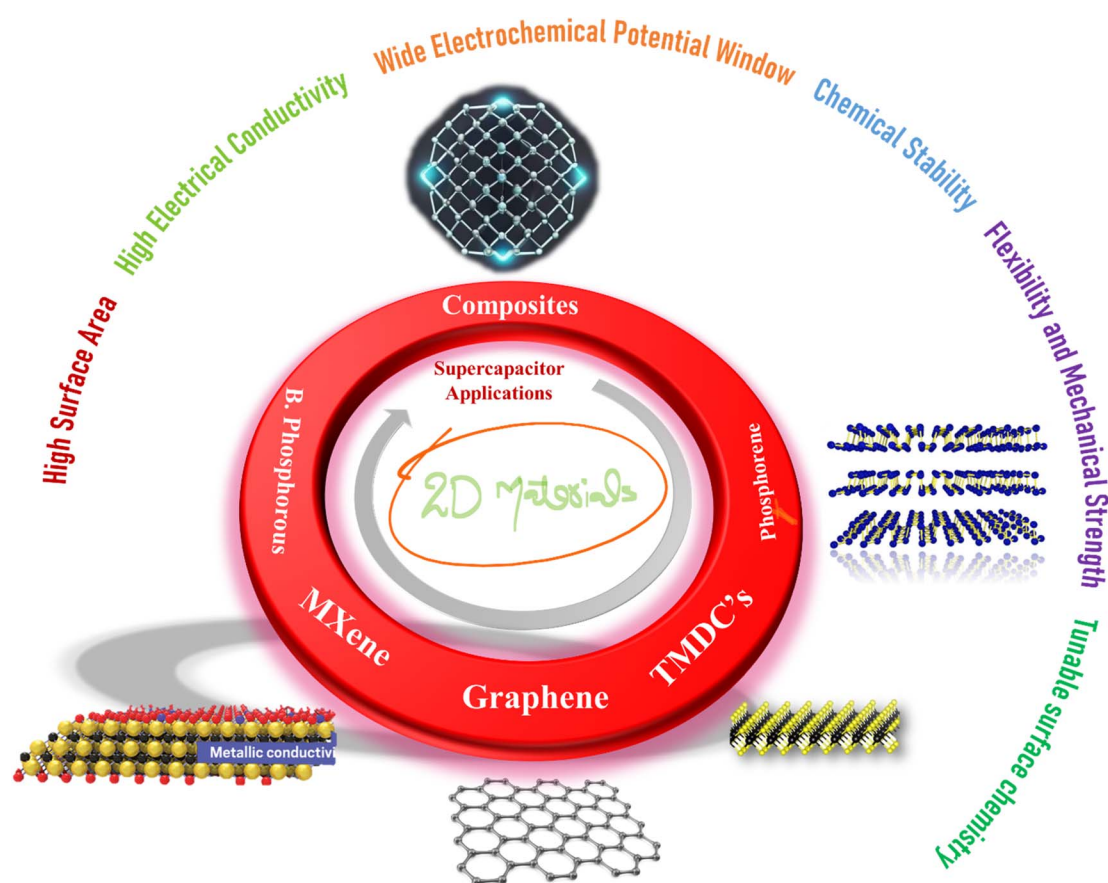 Wide Electrochemical Potential Window
High Electrical Conductivity
Chemical Stability
High Surface Area
Flexibility and Mechanical Strength
Tunable surface chemistry
Composites
Supercapacitor
Applications
B. Phosphorous
2D Materials
Phosphorene
MXene
TMDC's
Graphene
Metallic conductivi